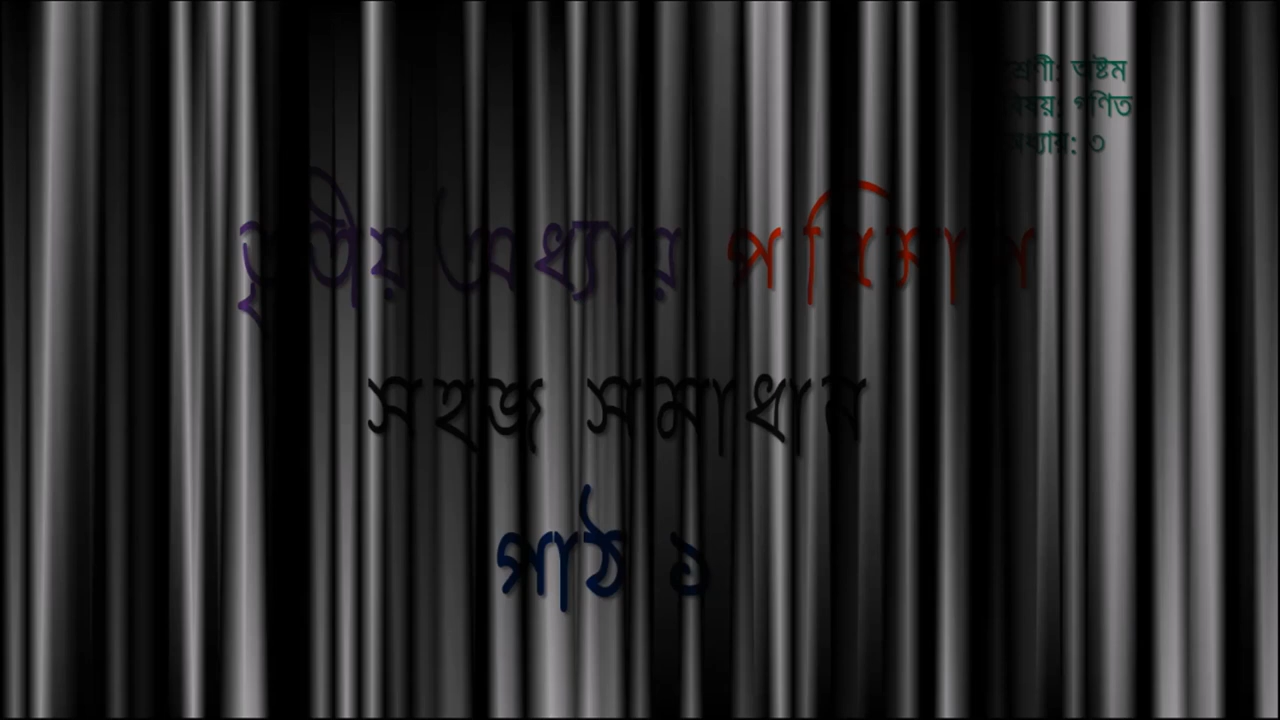 শ্রেণী: অষ্টম
বিষয়: গণিত
অধ্যায়: ৩
তৃতীয় অধ্যায় পরিমাপ
সহজ সমাধান
পাঠ ১